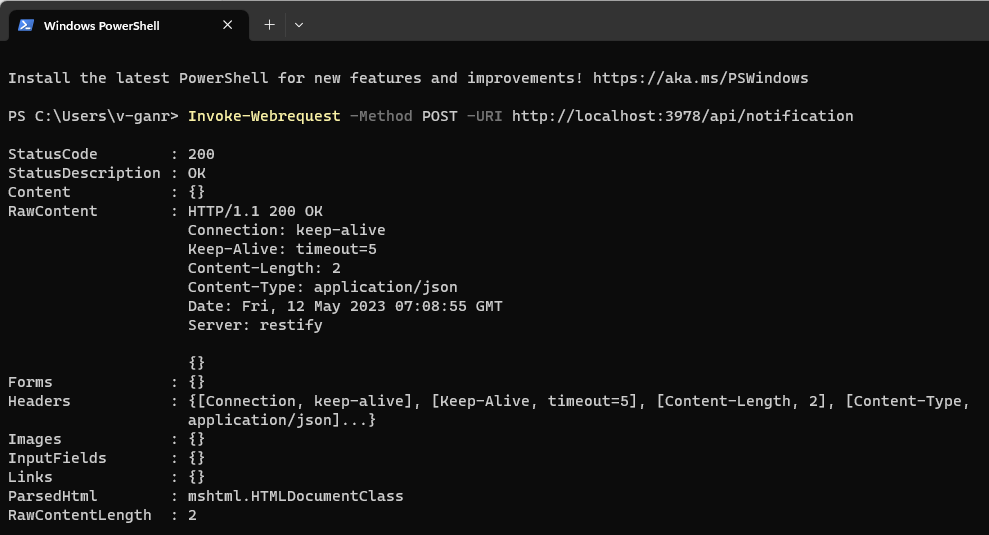 Windows PowerShell
Install the latest PowerShell for new features and improvements! https://aka.ms/PSWindows
PS C:\Users\v-ganr> Invoke-Webrequest -Method POST -URI http://localhost:3978/api/notification
StatusCode        : 200
StatusDescription : OK
Content           : {}
RawContent        : HTTP/1.1 200 OK
                    Connection: keep-alive
                    Keep-Alive: timeout=5
                    Content-Length: 2
                    Content-Type: application/json
                    Date: Fri, 12 May 2023 07:08:55 GMT
                    Server: restify
                    {}
Forms             : {}
Headers           : {[Connection, keep-alive], [Keep-Alive, timeout=5], [Content-Length, 2], [Content-Type,
                    application/json]...}
Images            : {}
InputFields       : {}
Links             : {}
ParsedHtml        : mshtml.HTMLDocumentClass
RawContentLength  : 2